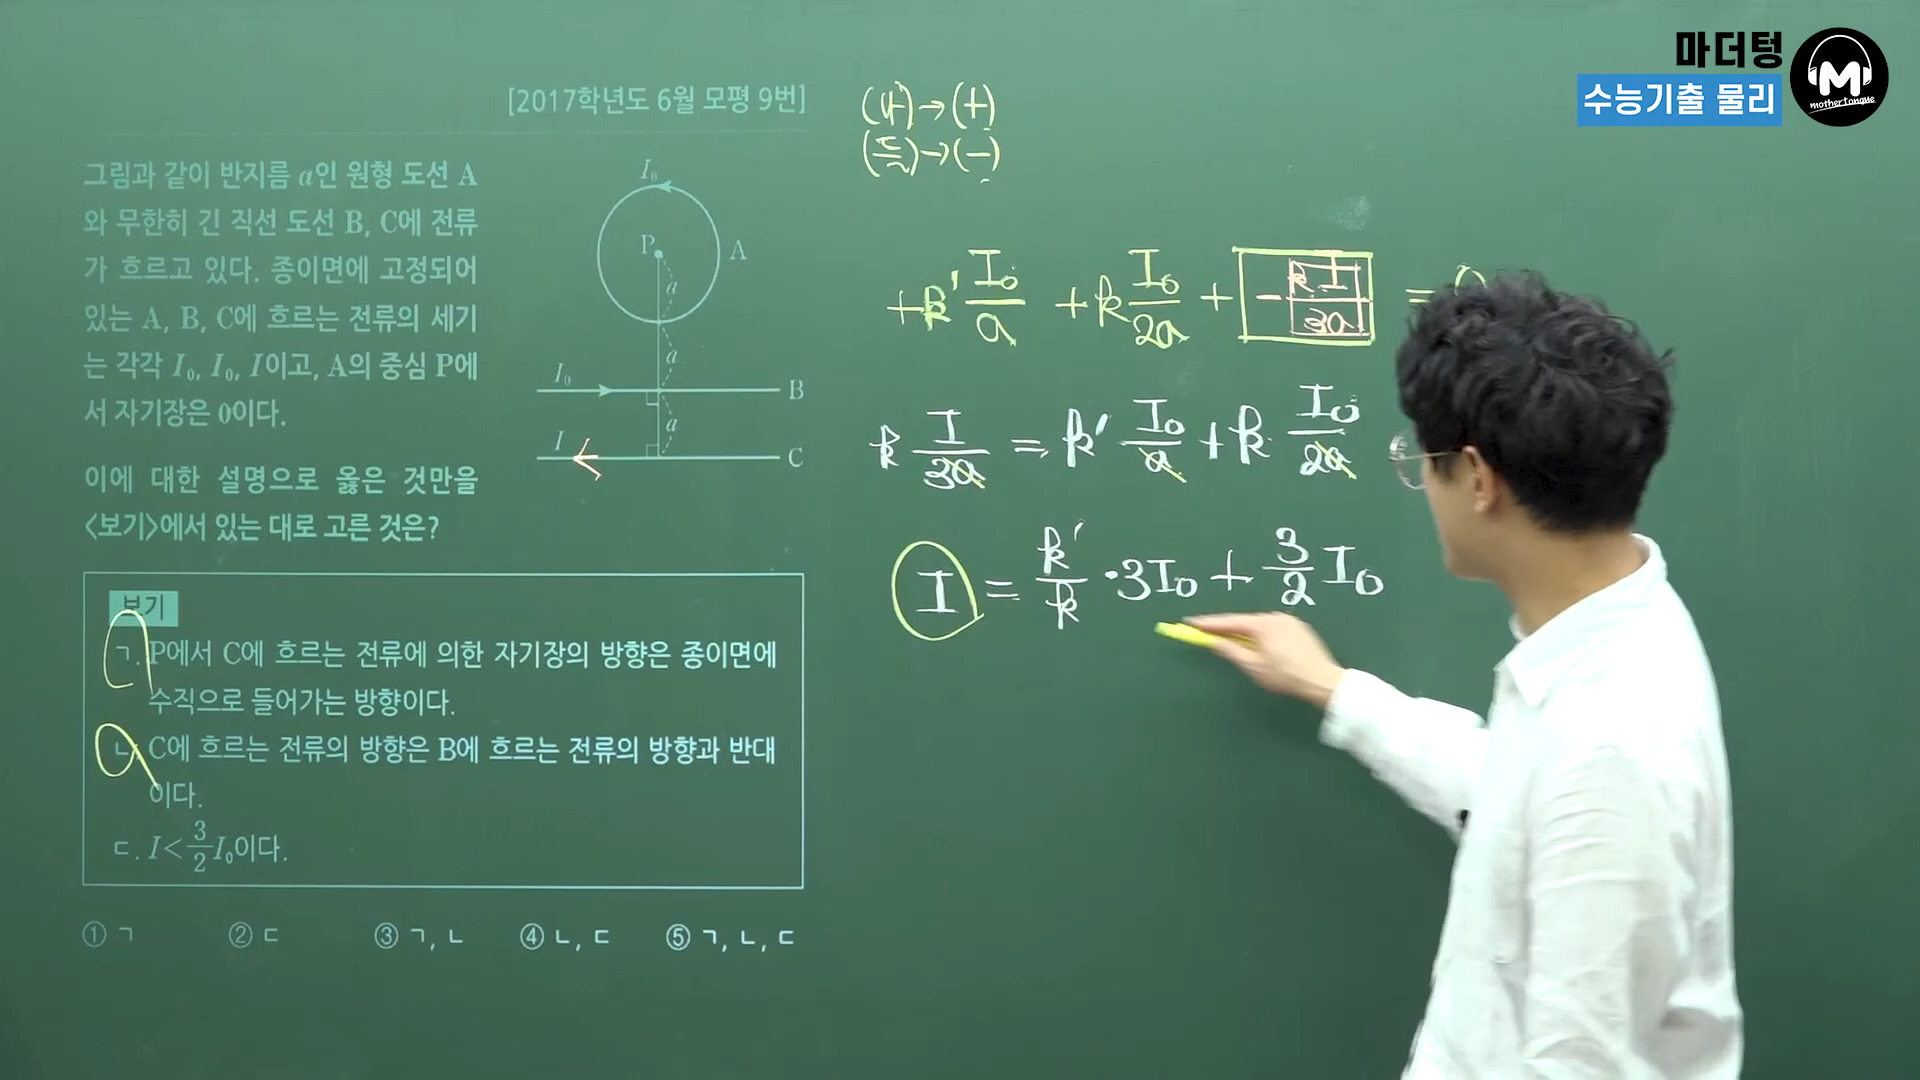 마더텅
수능기출 물리
mothertongue
[2017학년도 6월 모평 9번]
그림과 같이 반지름 a인 원형 도선 A
와 무한히 긴 직선 도선 B, C에 전류
가 흐르고 있다. 종이면에 고정되어
있는 A, B, C에 흐르는 전류의 세기
는 각각 I₀, I₀, I이고, A의 중심 P에
서 자기장은 0이다.
이에 대한 설명으로 옳은 것만을
<보기>에서 있는 대로 고른 것은?
I₀
P
A
a
a
I₀
B
a
I
C
보기
ㄱ. P에서 C에 흐르는 전류에 의한 자기장의 방향은 종이면에
수직으로 들어가는 방향이다.
ㄴ. C에 흐르는 전류의 방향은 B에 흐르는 전류의 방향과 반대
이다.
ㄷ. I < 3/2 I₀이다.
① ㄱ ② ㄷ ③ ㄱ, ㄴ ④ ㄴ, ㄷ ⑤ ㄱ, ㄴ, ㄷ
(나)→(+)
(들)→(−)
+k' I₀/a + k I₀/2a + −kI/3a = 0
k I/3a = k' I₀/a + k I₀/2a
I = k'/k · 3I₀ + 3/2 I₀